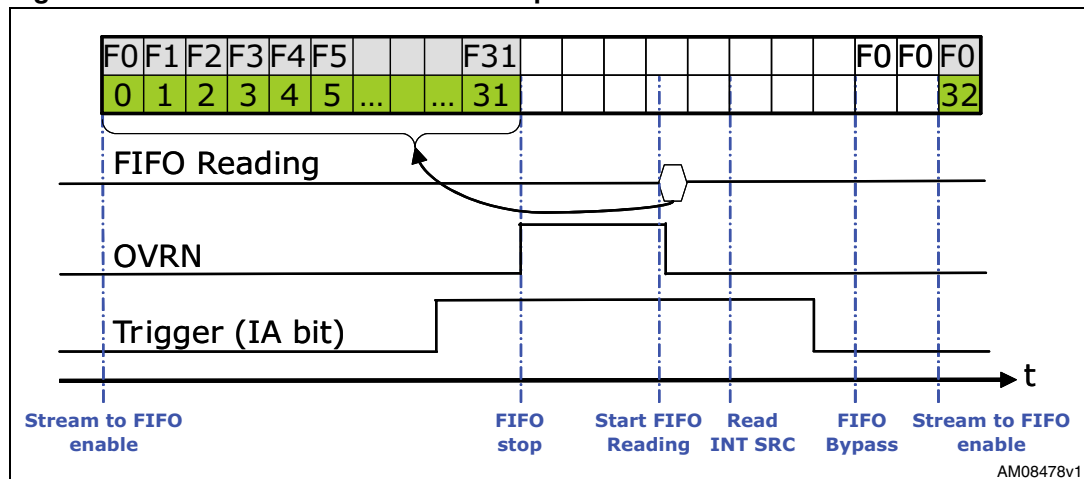 F0 F1 F2 F3 F4 F5 F31 F0 F0 F0
0 1 2 3 4 5 ... ... 31 32
FIFO Reading
OVRN
Trigger (IA bit)
t
Stream to FIFO
enable
FIFO
stop
Start FIFO
Reading
Read
INT SRC
FIFO
Bypass
Stream to FIFO
enable
AM08478v1